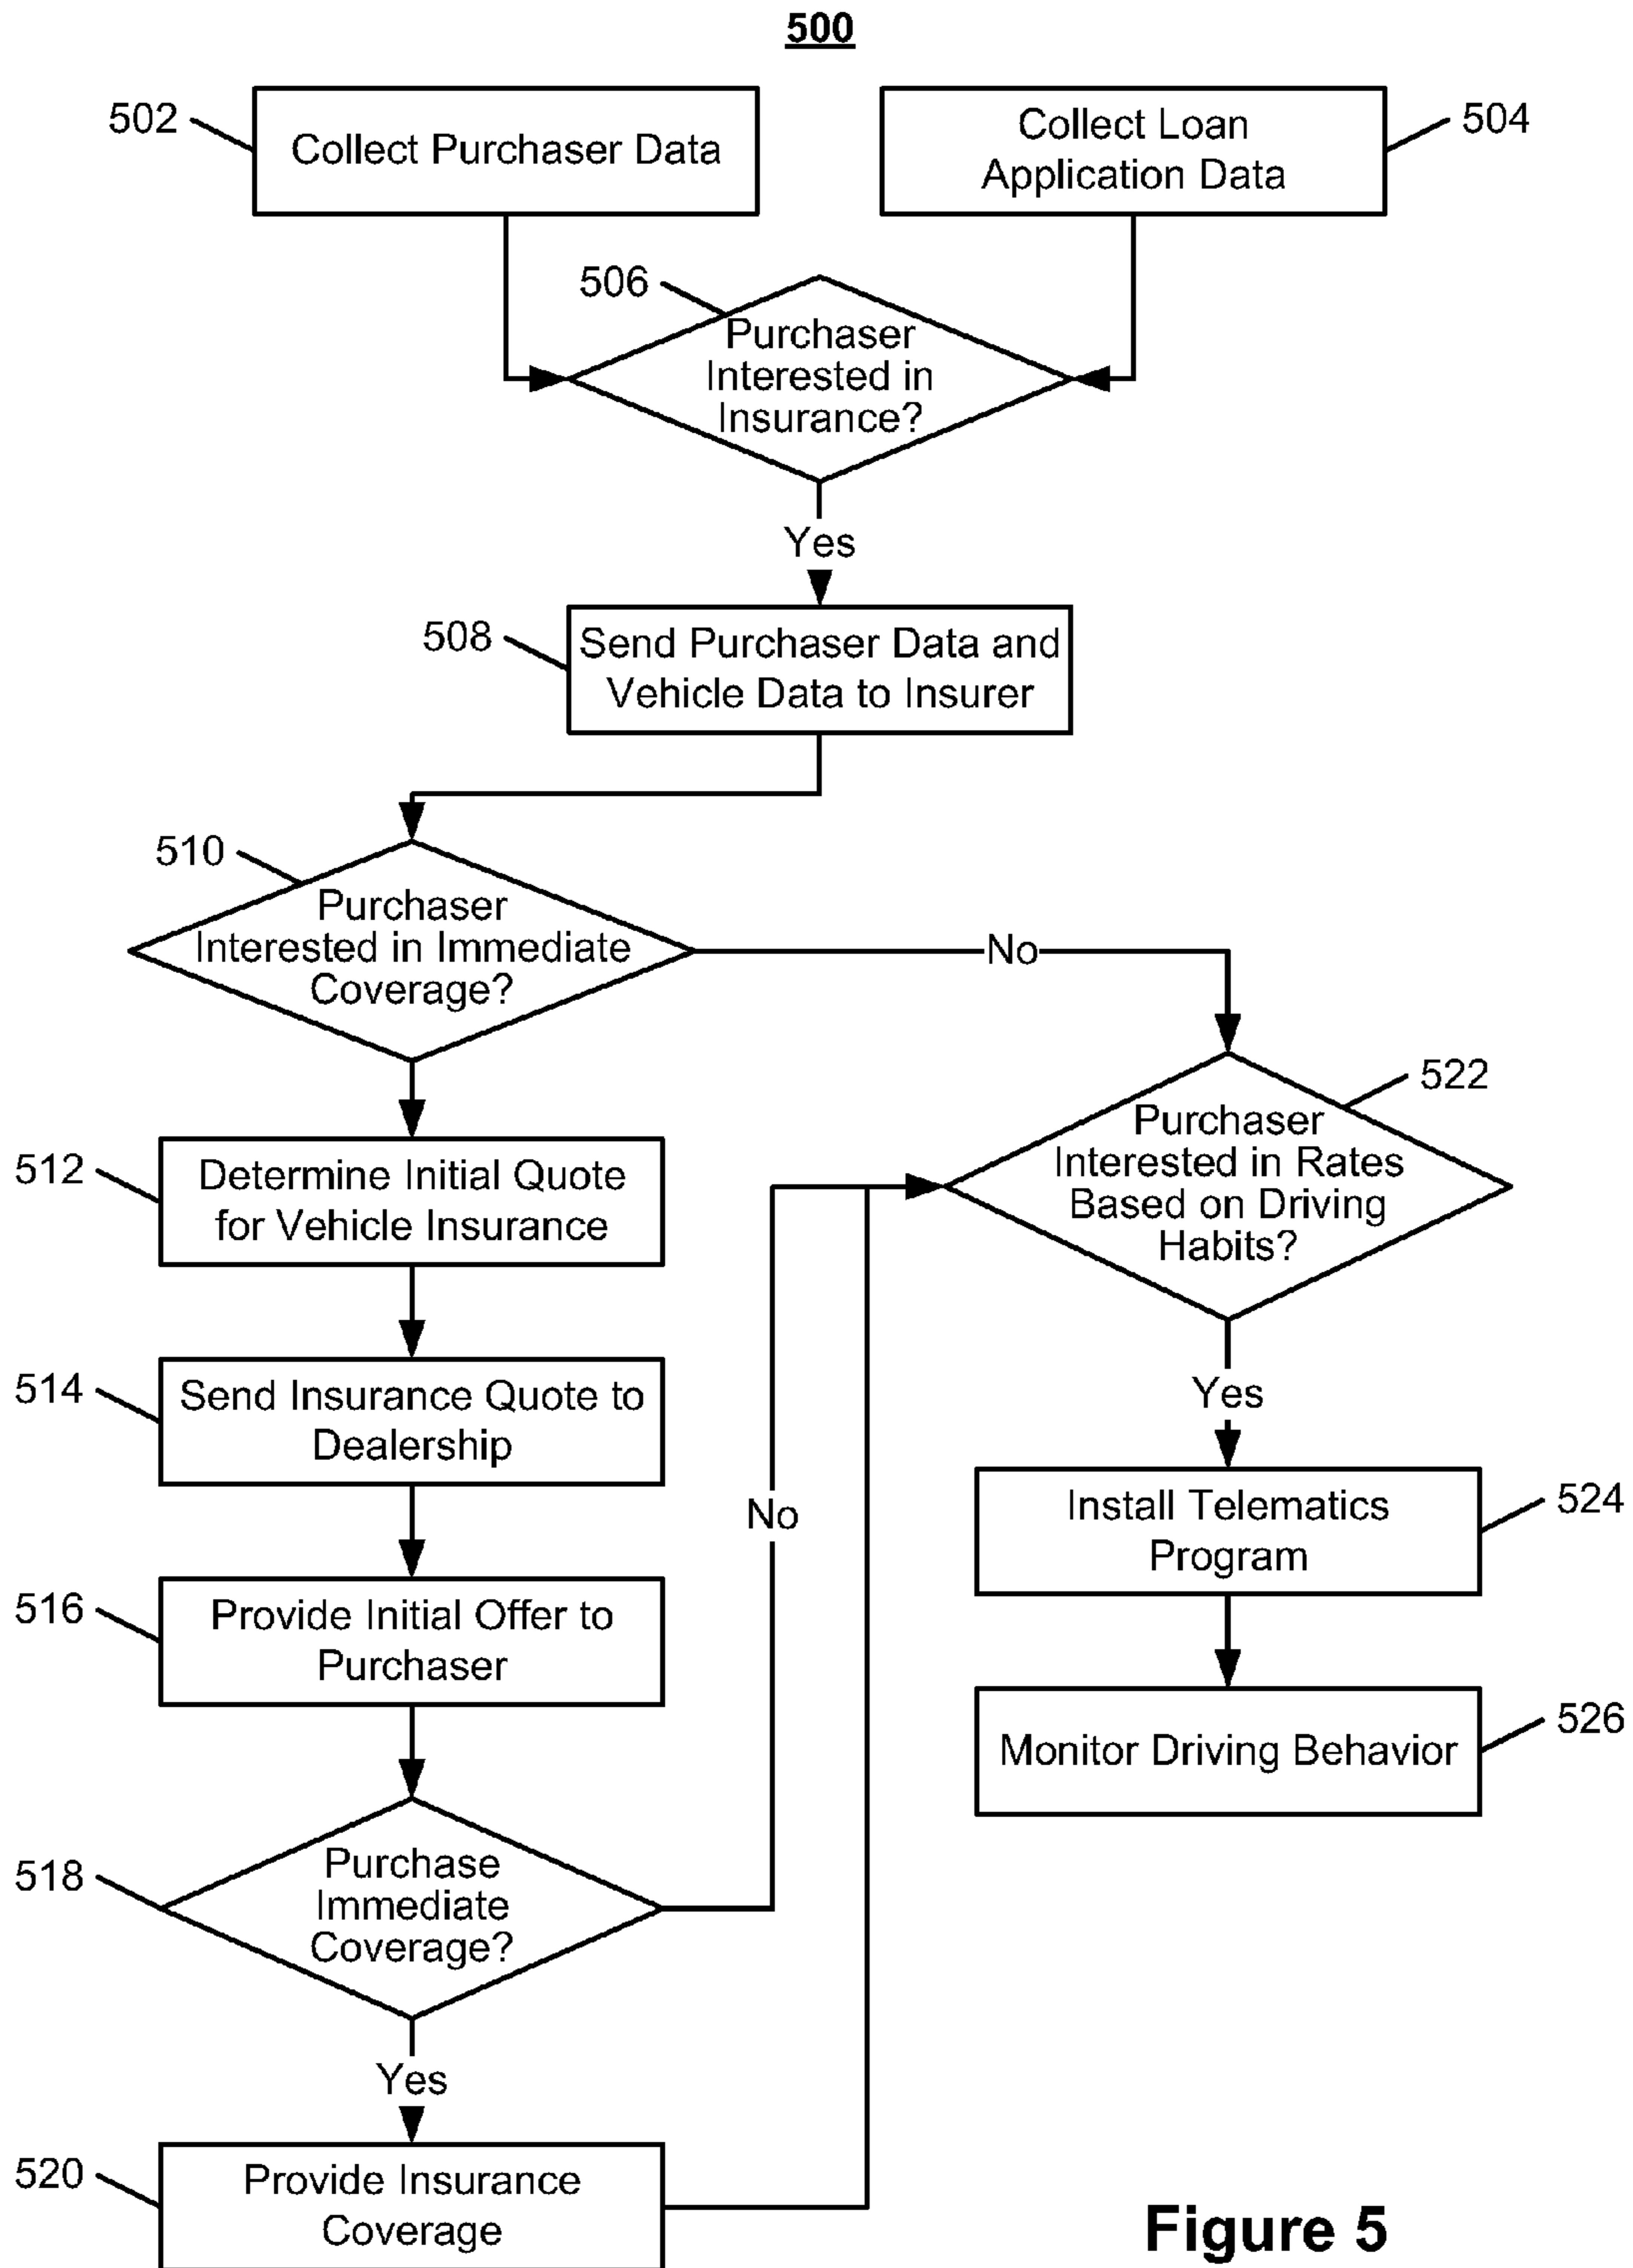 500
502
Collect Purchaser Data
Collect Loan
Application Data
504
506
Purchaser
Interested in
Insurance?
Yes
508
Send Purchaser Data and
Vehicle Data to Insurer
510
Purchaser
Interested in Immediate
Coverage?
No
522
Purchaser
Interested in Rates
Based on Driving
Habits?
512
Determine Initial Quote
for Vehicle Insurance
514
Send Insurance Quote to
Dealership
Yes
524
Install Telematics
Program
No
516
Provide Initial Offer to
Purchaser
526
Monitor Driving Behavior
518
Purchase
Immediate
Coverage?
Yes
520
Provide Insurance
Coverage
Figure 5